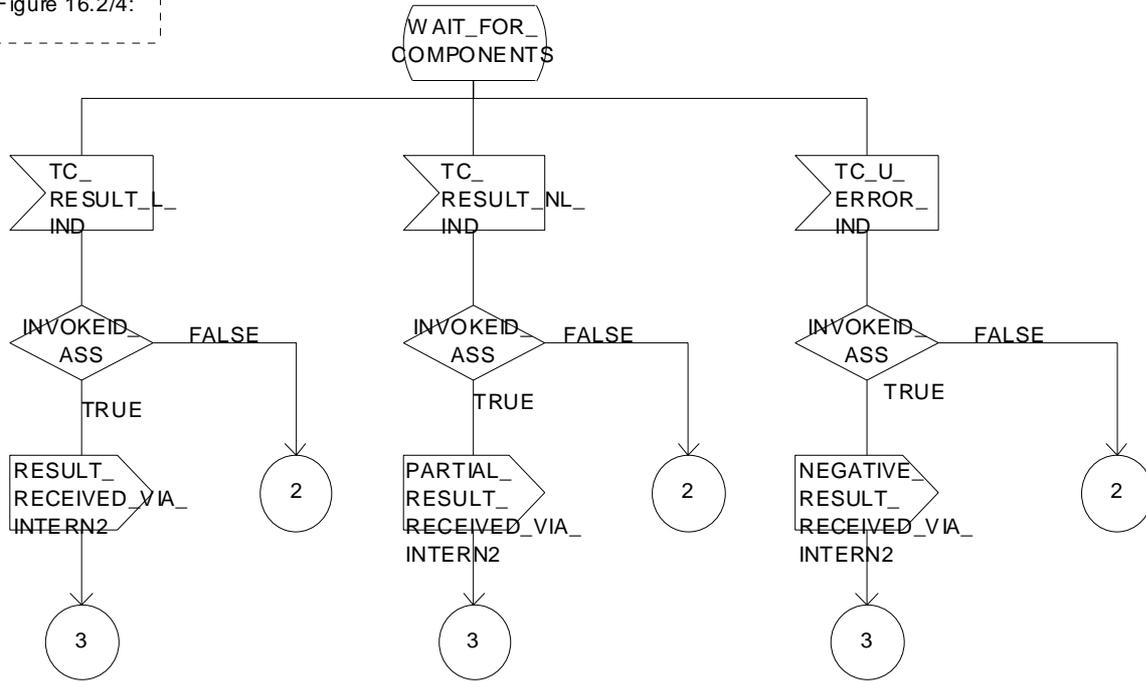 Figure 16.2/4:
WAIT_FOR_
COMPONENTS
TC_
RESULT_L_
IND
TC_
RESULT_NL_
IND
TC_U_
ERROR_
IND
INVOKEID_
ASS
FALSE
TRUE
INVOKEID_
ASS
FALSE
TRUE
INVOKEID_
ASS
FALSE
TRUE
RESULT_
RECEIVED_VIA_
INTERN2
2
PARTIAL_
RESULT_
RECEIVED_VIA_
INTERN2
2
NEGATIVE_
RESULT_
RECEIVED_VIA_
INTERN2
2
3
3
3